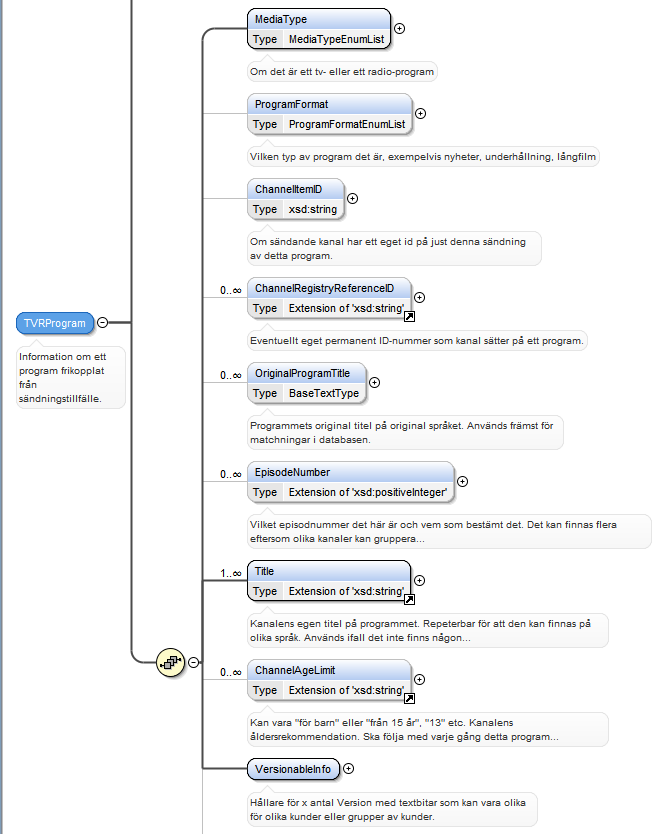 MediaType
Type MediaTypeEnumList
Om det är ett tv- eller ett radio-program
ProgramFormat
Type ProgramFormatEnumList
Vilken typ av program det är, exempelvis nyheter, underhållning, långfilm
ChannelItemID
Type xsd:string
Om sändande kanal har ett eget id på just denna sändning
av detta program.
0..∞
ChannelRegistryReferenceID
Type Extension of 'xsd:string'
Eventuellt eget permanent ID-nummer som kanal sätter på ett program.
TVRProgram
Information om ett
program frikopplat
från
sändningstillfälle.
0..∞
OriginalProgramTitle
Type BaseTextType
Programmets original titel på original språket. Används främst för
matchningar i databasen.
0..∞
EpisodeNumber
Type Extension of 'xsd:positiveInteger'
Vilket episodnummer det här är och vem som bestämt det. Det kan finnas flera
eftersom olika kanaler kan gruppera...
1..∞
Title
Type Extension of 'xsd:string'
Kanalens egen titel på programmet. Repeterbar för att den kan finnas på
olika språk. Används ifall det inte finns någon...
0..∞
ChannelAgeLimit
Type Extension of 'xsd:string'
Kan vara "för barn" eller "från 15 år", "13" etc. Kanalens
åldersrekommendation. Ska följa med varje gång detta program...
VersionableInfo
Hållare för x antal Version med textbitar som kan vara olika
för olika kunder eller grupper av kunder.